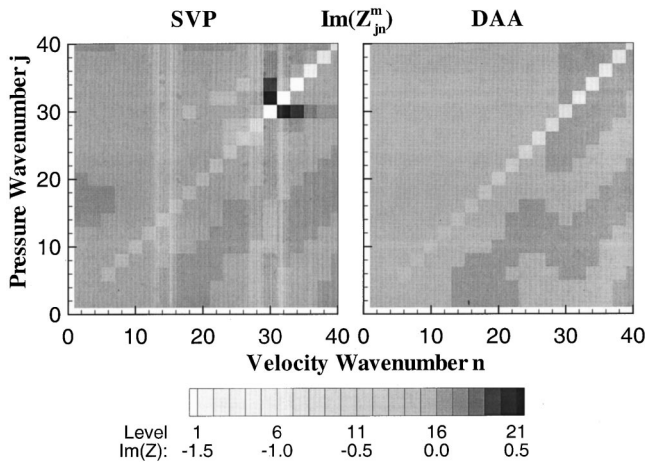 SVP Im(Z^m_jn) DAA
Pressure Wavenumber j
40
30
20
10
0
0 10 20 30 40 0 10 20 30 40
Velocity Wavenumber n
Level 1 6 11 16 21
Im(Z): -1.5 -1.0 -0.5 0.0 0.5